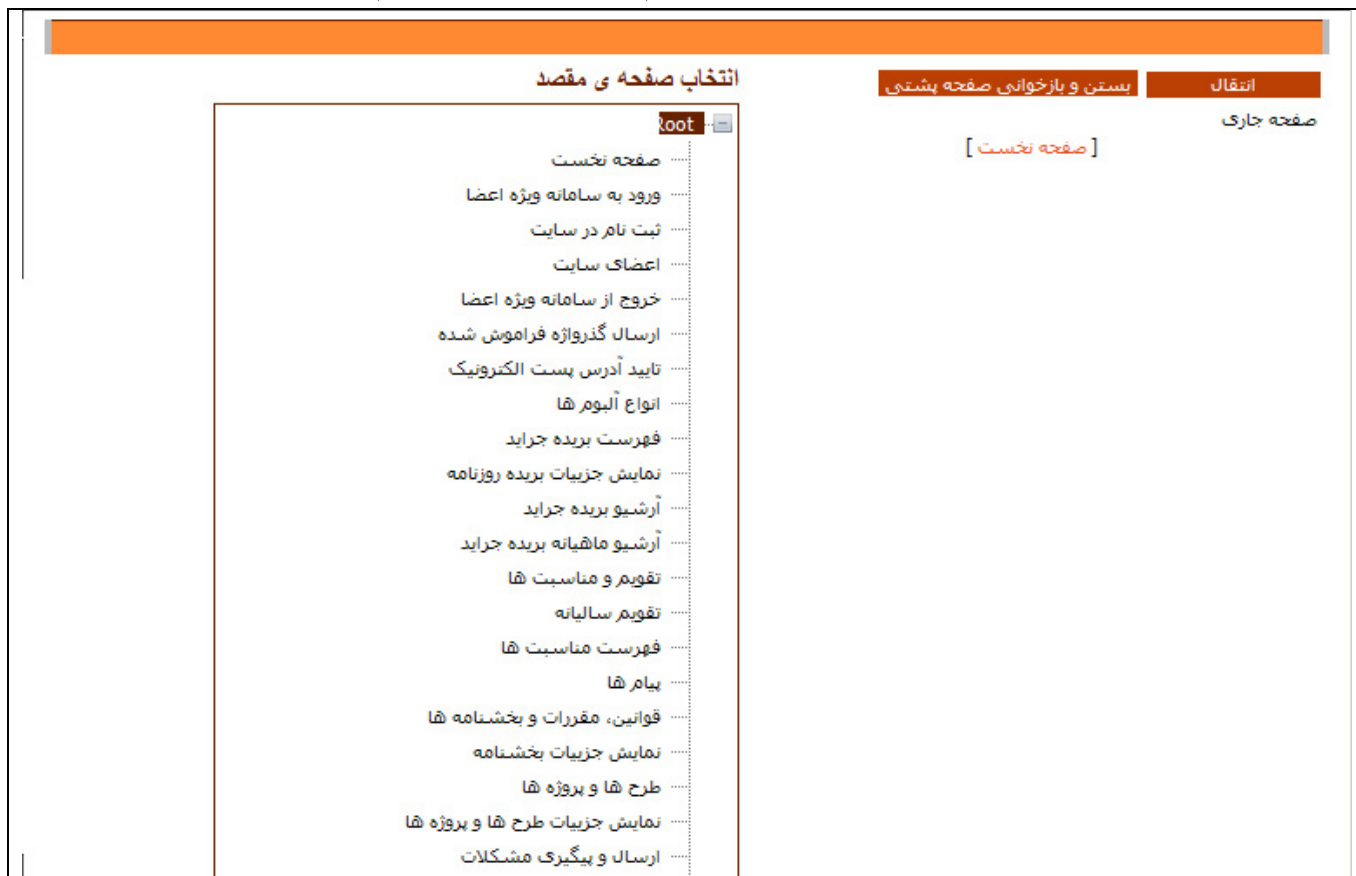 انتقال
بستن و بازخوانی صفحه پشتی
صفحه جاری
[ صفحه نخست ]
انتخاب صفحه ی مقصد
Root
صفحه نخست
ورود به سامانه ویژه اعضا
ثبت نام در سایت
اعضای سایت
خروج از سامانه ویژه اعضا
ارسال گذرواژه فراموش شده
تایید آدرس پست الکترونیک
انواع آلبوم ها
فهرست بریده جراید
نمایش جزییات بریده روزنامه
آرشیو بریده جراید
آرشیو ماهیانه بریده جراید
تقویم و مناسبت ها
تقویم سالیانه
فهرست مناسبت ها
پیام ها
قوانین، مقررات و بخشنامه ها
نمایش جزییات بخشنامه
طرح ها و پروژه ها
نمایش جزییات طرح ها و پروژه ها
ارسال و پیگیری مشکلات